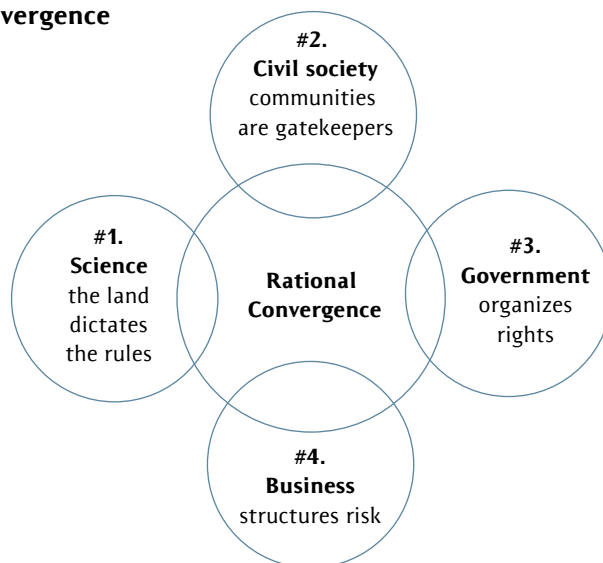 vergence
#2.
Civil society
communities
are gatekeepers
#1.
Science
the land
dictates
the rules
Rational
Convergence
#3.
Government
organizes
rights
#4.
Business
structures risk